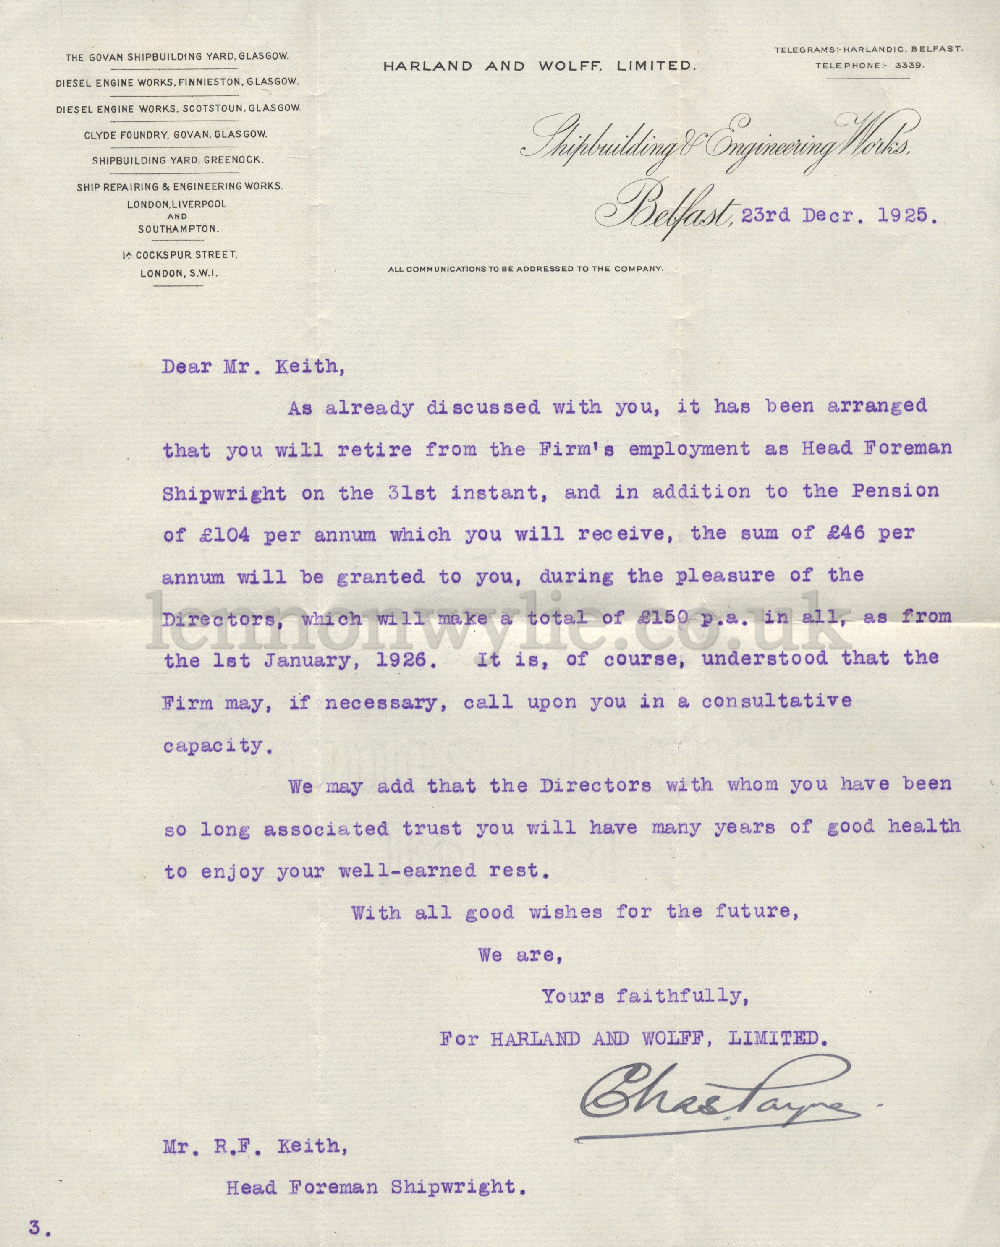 THE GOVAN SHIPBUILDING YARD, GLASGOW.
DIESEL ENGINE WORKS, FINNIESTON, GLASGOW.
DIESEL ENGINE WORKS, SCOTSTOUN, GLASGOW.
CLYDE FOUNDRY, GOVAN, GLASGOW.
SHIPBUILDING YARD, GREENOCK.
SHIP REPAIRING & ENGINEERING WORKS.
LONDON, LIVERPOOL
AND
SOUTHAMPTON.
1A COCKSPUR STREET.
LONDON, S.W.1.
HARLAND AND WOLFF, LIMITED.
TELEGRAMS:- HARLANDIC, BELFAST.
TELEPHONE:- 3339.
Shipbuilding & Engineering Works,
Belfast, 23rd Decr. 1925.
ALL COMMUNICATIONS TO BE ADDRESSED TO THE COMPANY.
Dear Mr. Keith,
As already discussed with you, it has been arranged
that you will retire from the Firm's employment as Head Foreman
Shipwright on the 31st instant, and in addition to the Pension
of £104 per annum which you will receive, the sum of £46 per
annum will be granted to you, during the pleasure of the
Directors, which will make a total of £150 p.a. in all, as from
the 1st January, 1926. It is, of course, understood that the
Firm may, if necessary, call upon you in a consultative
capacity.
We may add that the Directors with whom you have been
so long associated trust you will have many years of good health
to enjoy your well-earned rest.
With all good wishes for the future,
We are,
Yours faithfully,
For HARLAND AND WOLFF, LIMITED.
Chas. Payne.
Mr. R.F. Keith,
Head Foreman Shipwright.
3.
lennonwylie.co.uk